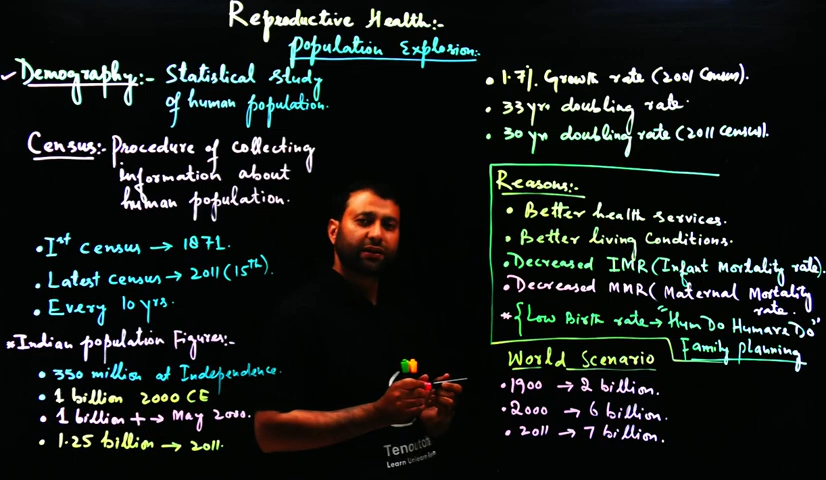 Reproductive Health:-
Population Explosion:-
Demography:- Statistical study
of human population.
Census:- Procedure of collecting
information about
human population.
• Ist census → 1871.
• Latest census → 2011 (15th).
• Every 10 yrs.
*Indian population Figures:-
• 350 million at Independence.
• 1 billion 2000 CE
• 1 billion + → May 2000.
• 1.25 billion → 2011.
• 1.7%. Growth rate (2001 Census).
• 33 yr doubling rate.
• 30 yr doubling rate (2011 Census).
Reasons:-
• Better health services.
• Better living Conditions.
• Decreased IMR (Infant Mortality rate).
• Decreased MMR (Maternal Mortality
rate.
* {Low Birth rate → "Hum Do Humare Do"
Family planning
World Scenario
• 1900 → 2 billion.
• 2000 → 6 billion.
• 2011 → 7 billion.
Learn Unlearn